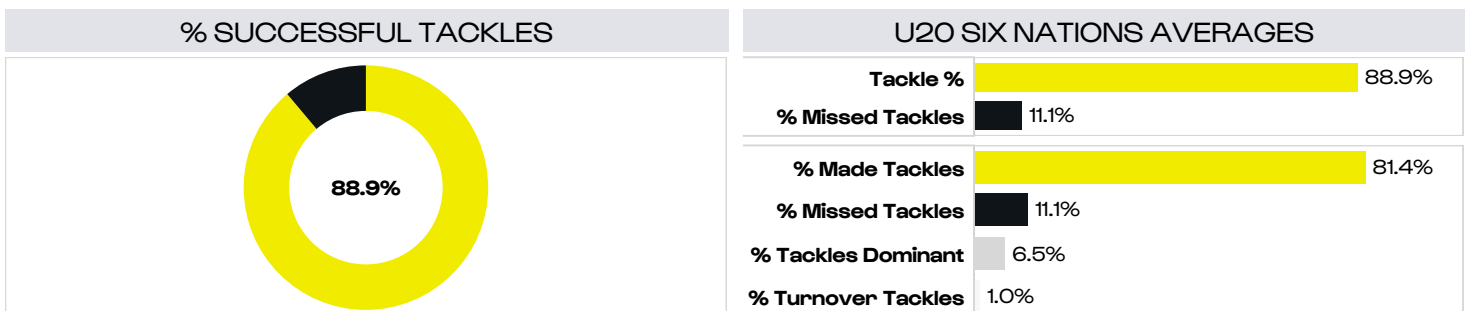 % SUCCESSFUL TACKLES
88.9%
U20 SIX NATIONS AVERAGES
Tackle % 88.9%
% Missed Tackles 11.1%
% Made Tackles 81.4%
% Missed Tackles 11.1%
% Tackles Dominant 6.5%
% Turnover Tackles 1.0%